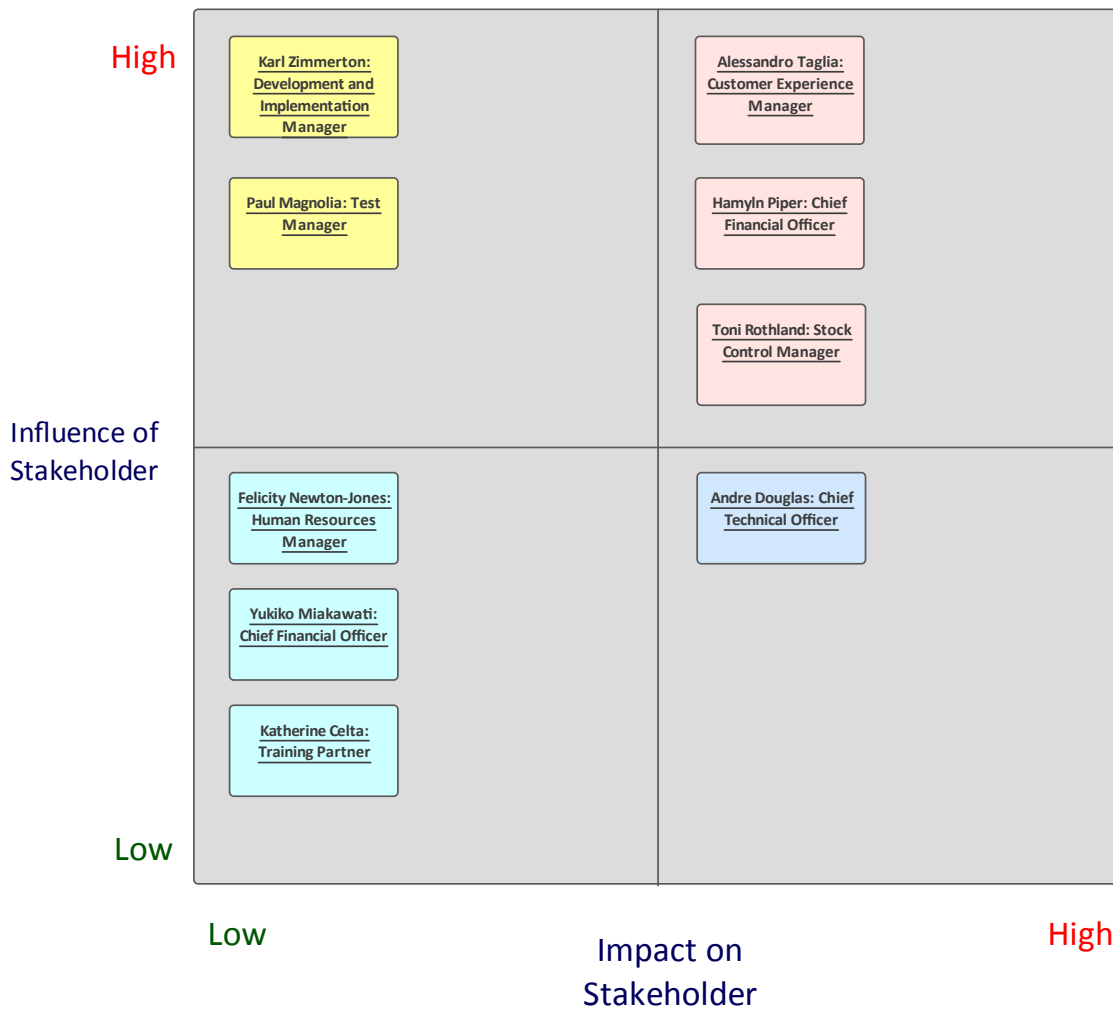 High
Karl Zimmerton:
Development and
Implementation
Manager
Alessandro Taglia:
Customer Experience
Manager
Paul Magnolia: Test
Manager
Hamyln Piper: Chief
Financial Officer
Toni Rothland: Stock
Control Manager
Influence of
Stakeholder
Felicity Newton-Jones:
Human Resources
Manager
Andre Douglas: Chief
Technical Officer
Yukiko Miakawati:
Chief Financial Officer
Katherine Celta:
Training Partner
Low
Low
Impact on
Stakeholder
High